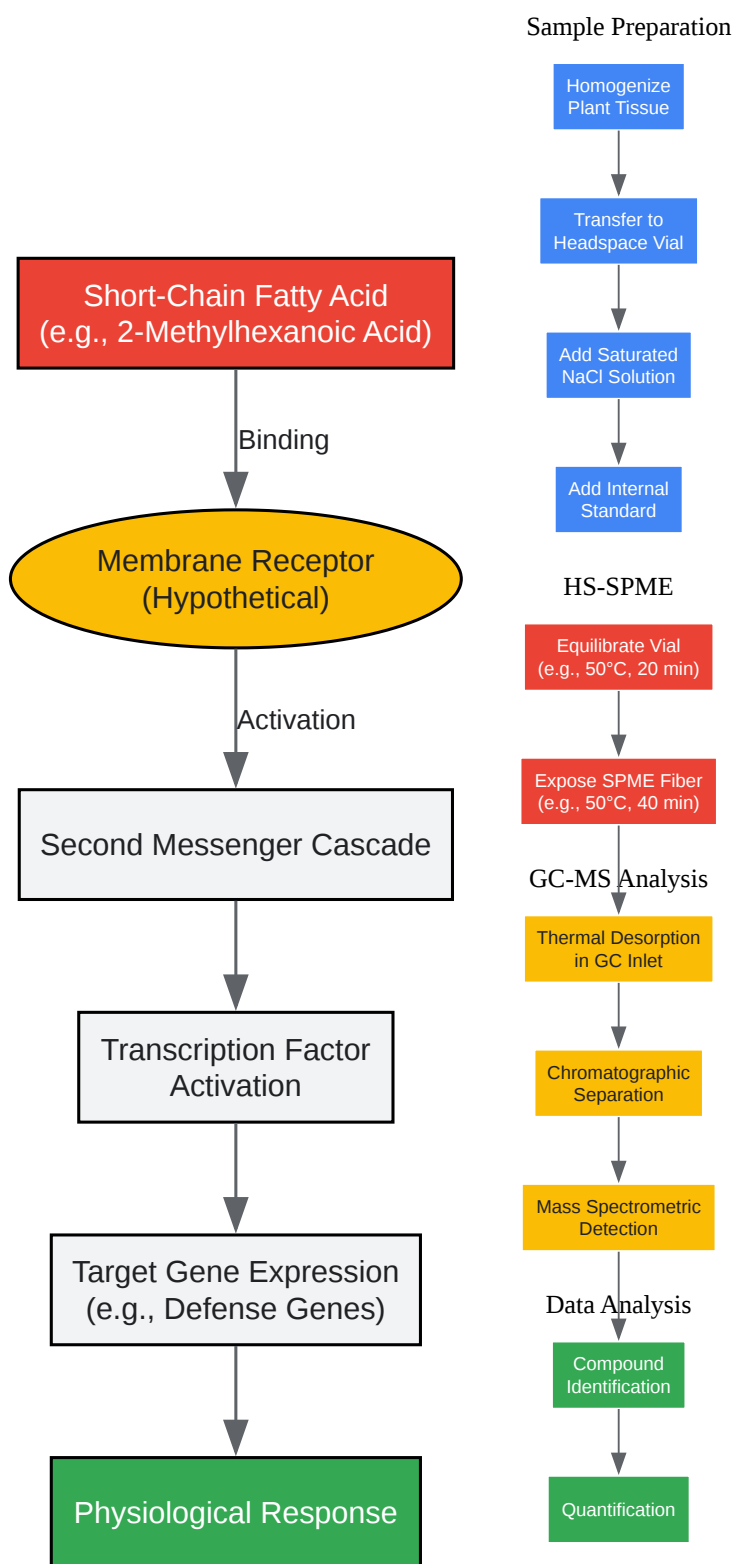 Short-Chain Fatty Acid
(e.g., 2-Methylhexanoic Acid)
Binding
Membrane Receptor
(Hypothetical)
Activation
Second Messenger Cascade
Transcription Factor
Activation
Target Gene Expression
(e.g., Defense Genes)
Physiological Response
Sample Preparation
Homogenize
Plant Tissue
Transfer to
Headspace Vial
Add Saturated
NaCl Solution
Add Internal
Standard
HS-SPME
Equilibrate Vial
(e.g., 50°C, 20 min)
Expose SPME Fiber
(e.g., 50°C, 40 min)
GC-MS Analysis
Thermal Desorption
in GC Inlet
Chromatographic
Separation
Mass Spectrometric
Detection
Data Analysis
Compound
Identification
Quantification